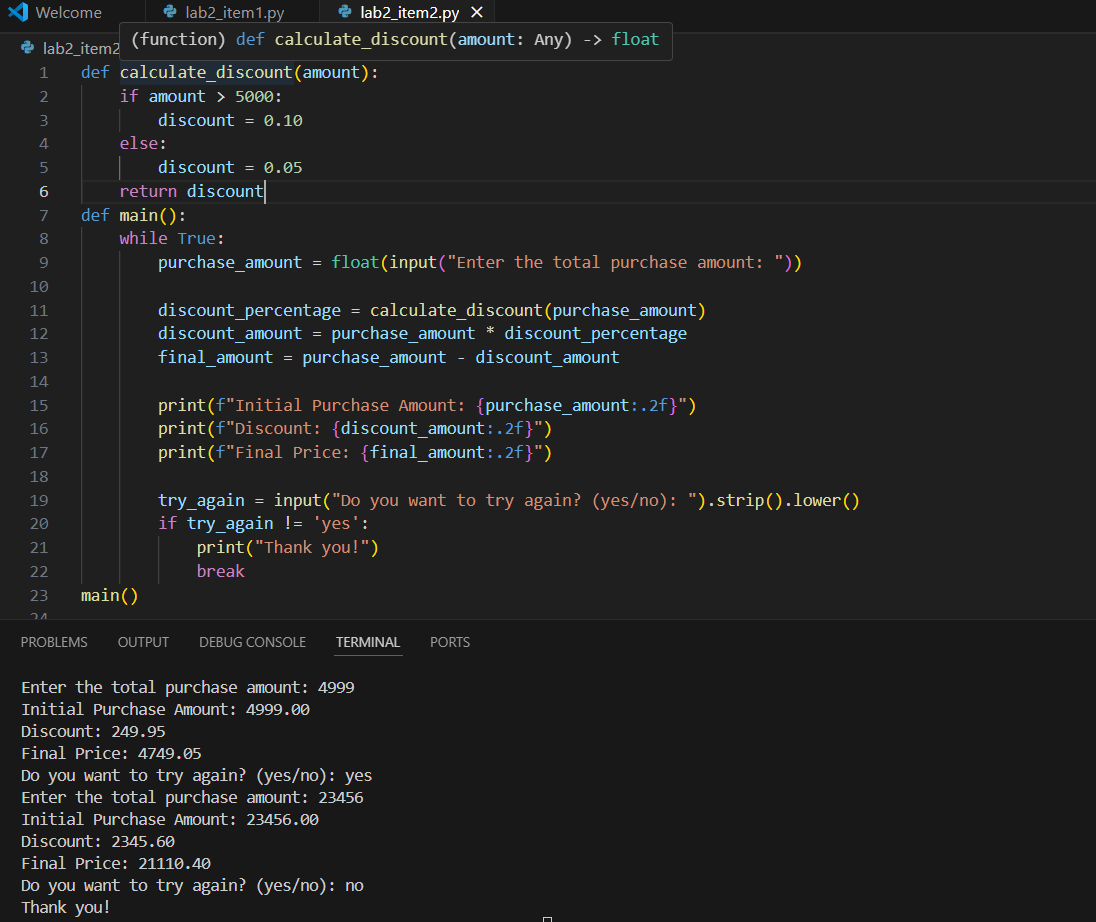 Welcome lab2_item1.py lab2_item2.py ×
lab2_item2
(function) def calculate_discount(amount: Any) -> float
1 def calculate_discount(amount):
2     if amount > 5000:
3         discount = 0.10
4     else:
5         discount = 0.05
6     return discount
7 def main():
8     while True:
9         purchase_amount = float(input("Enter the total purchase amount: "))
10
11         discount_percentage = calculate_discount(purchase_amount)
12         discount_amount = purchase_amount * discount_percentage
13         final_amount = purchase_amount - discount_amount
14
15         print(f"Initial Purchase Amount: {purchase_amount:.2f}")
16         print(f"Discount: {discount_amount:.2f}")
17         print(f"Final Price: {final_amount:.2f}")
18
19         try_again = input("Do you want to try again? (yes/no): ").strip().lower()
20         if try_again != 'yes':
21             print("Thank you!")
22             break
23 main()
24
PROBLEMS OUTPUT DEBUG CONSOLE TERMINAL PORTS
Enter the total purchase amount: 4999
Initial Purchase Amount: 4999.00
Discount: 249.95
Final Price: 4749.05
Do you want to try again? (yes/no): yes
Enter the total purchase amount: 23456
Initial Purchase Amount: 23456.00
Discount: 2345.60
Final Price: 21110.40
Do you want to try again? (yes/no): no
Thank you!